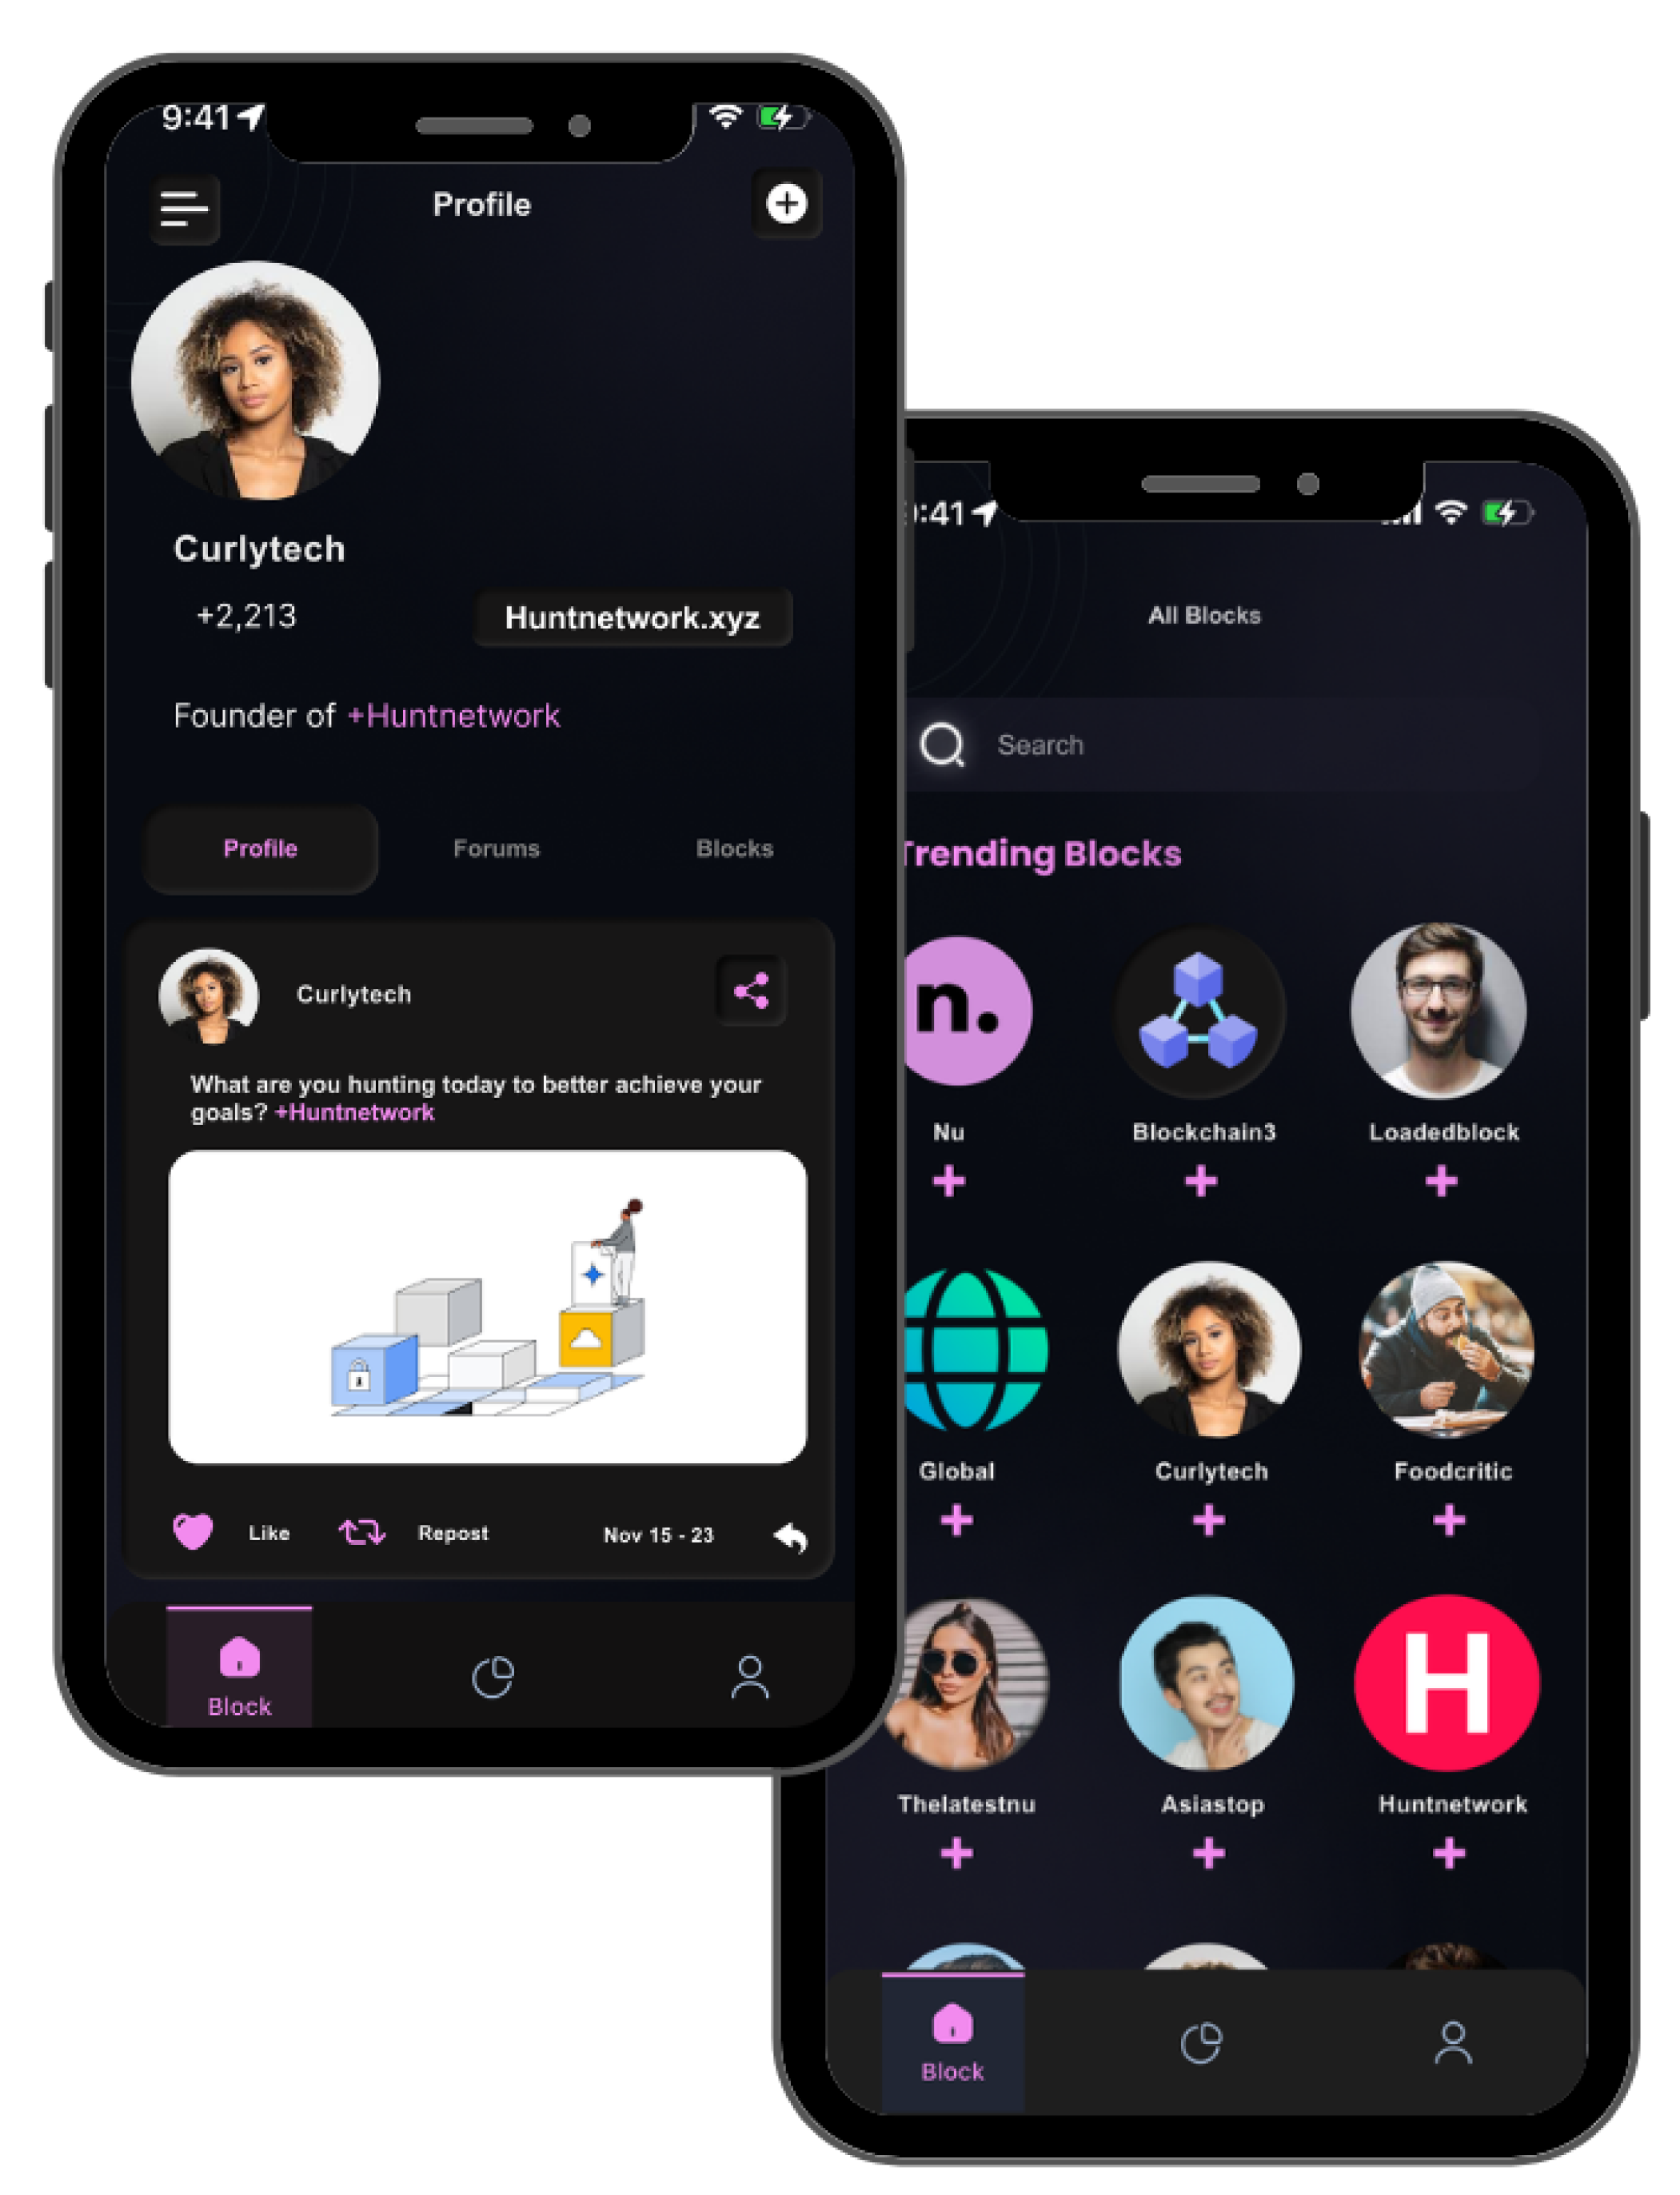 9:41
Profile
Curlytech
+2,213
Huntnetwork.xyz
Founder of +Huntnetwork
Profile Forums Blocks
Curlytech
What are you hunting today to better achieve your
goals? +Huntnetwork
Like Repost Nov 15 - 23
Block
:41
All Blocks
Search
Trending Blocks
n.
Nu Blockchain3 Loadedblock
+ + +
Global Curlytech Foodcritic
+ + +
H
Thelatestnu Asiastop Huntnetwork
+ + +
Block